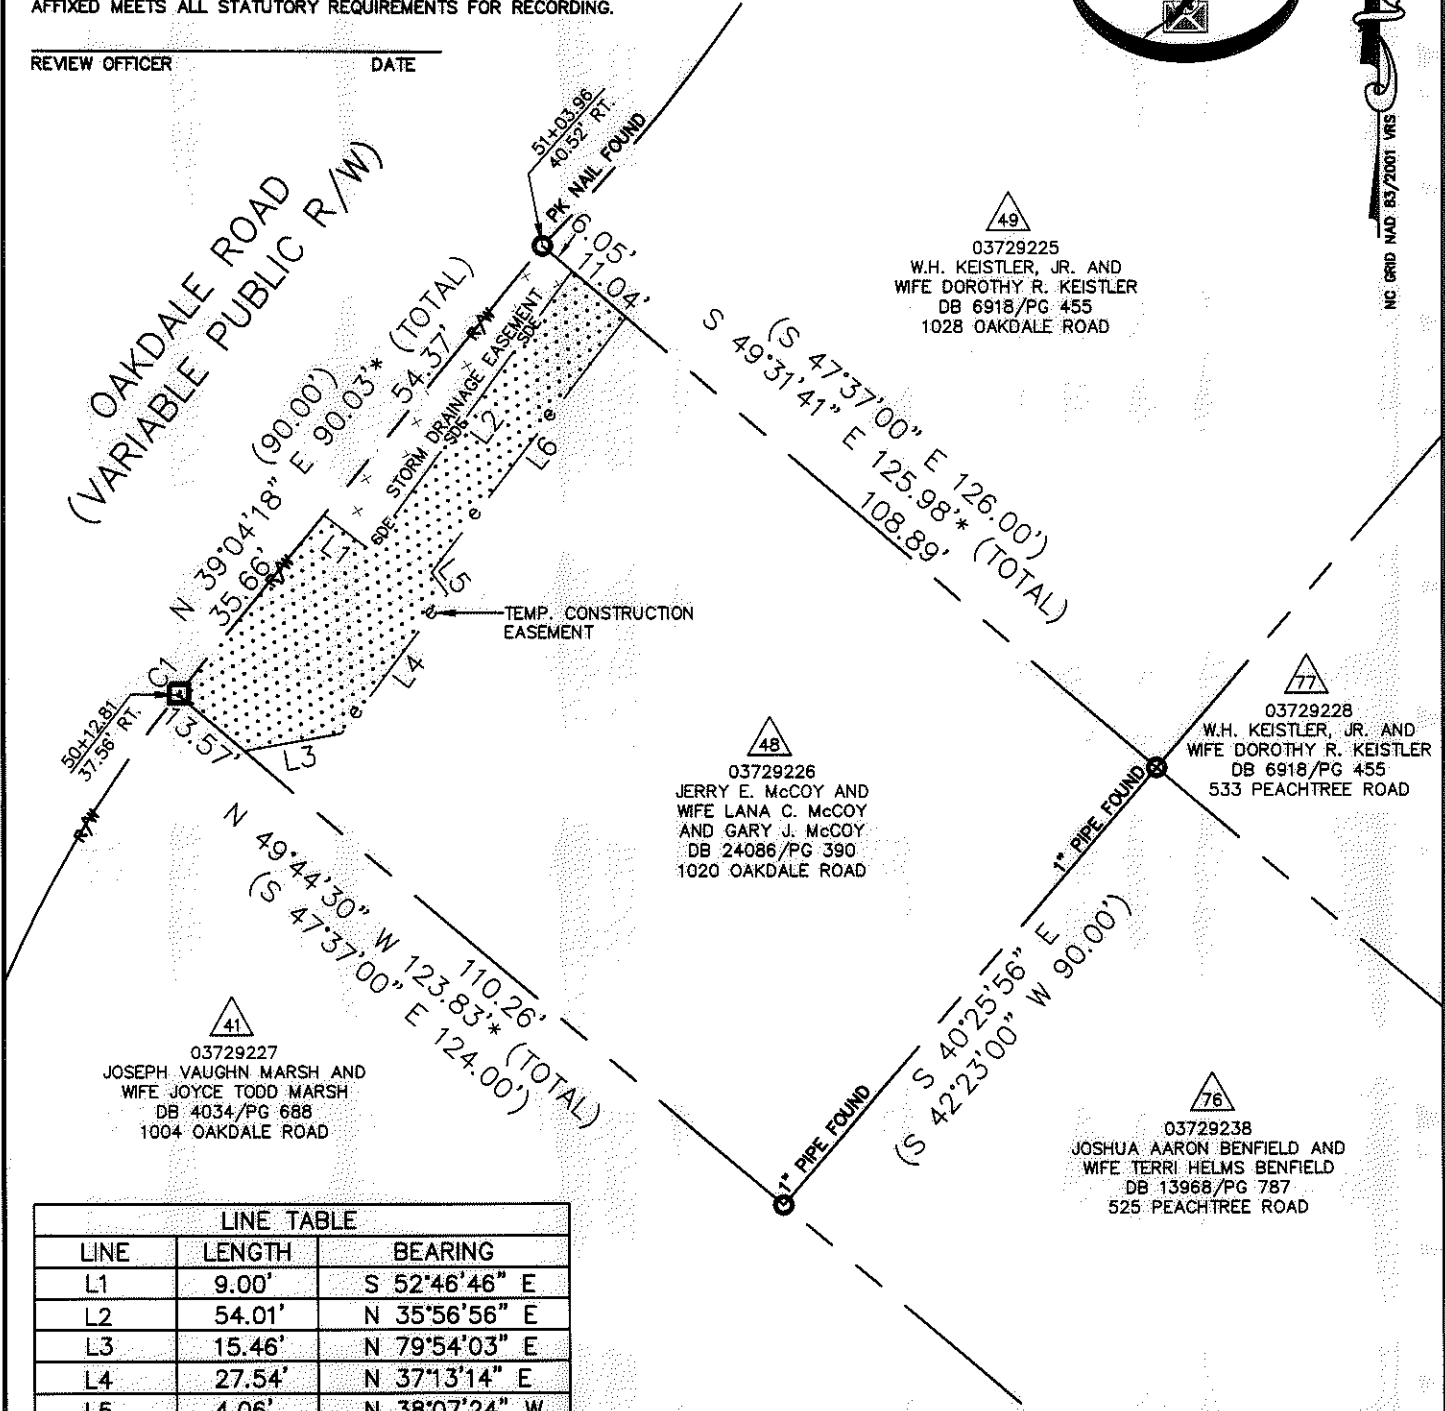 AFFIXED MEETS ALL STATUTORY REQUIREMENTS FOR RECORDING.
REVIEW OFFICER DATE
NC GRID NAD 83/2001 VRS
51+03.96
40.52' RT.
PK NAIL FOUND
OAKDALE ROAD
(VARIABLE PUBLIC R/W)
6.05'
11.04'
(90.00')
N 39°04'18" E 90.03'* (TOTAL)
54.37'
35.66'
R/W
R/W
STORM DRAINAGE EASEMENT
SDE
SDE
SDE
L1
L2
L6
L5
L4
L3
e
e
e
e
TEMP. CONSTRUCTION
EASEMENT
C1
50+12.81
37.56' RT.
13.57'
R/W
49
03729225
W.H. KEISTLER, JR. AND
WIFE DOROTHY R. KEISTLER
DB 6918/PG 455
1028 OAKDALE ROAD
(S 47°37'00" E 126.00')
S 49°31'41" E 125.98'* (TOTAL)
108.89'
77
03729228
W.H. KEISTLER, JR. AND
WIFE DOROTHY R. KEISTLER
DB 6918/PG 455
533 PEACHTREE ROAD
48
03729226
JERRY E. McCOY AND
WIFE LANA C. McCOY
AND GARY J. McCOY
DB 24086/PG 390
1020 OAKDALE ROAD
1" PIPE FOUND
S 40°25'56" E
(S 42°23'00" W 90.00')
1" PIPE FOUND
110.26'
N 49°44'30" W 123.83'* (TOTAL)
(S 47°37'00" E 124.00')
41
03729227
JOSEPH VAUGHN MARSH AND
WIFE JOYCE TODD MARSH
DB 4034/PG 688
1004 OAKDALE ROAD
76
03729238
JOSHUA AARON BENFIELD AND
WIFE TERRI HELMS BENFIELD
DB 13968/PG 787
525 PEACHTREE ROAD
LINE TABLE
LINE LENGTH BEARING
L1 9.00' S 52°46'46" E
L2 54.01' N 35°56'56" E
L3 15.46' N 79°54'03" E
L4 27.54' N 37°13'14" E
L5 4.06' N 38°07'24" W